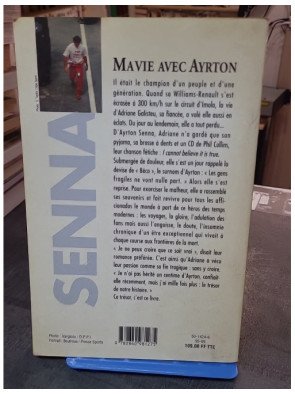 SENNA
MA VIE AVEC AYRTON
Il était le champion d'un peuple et d'une
génération. Quand sa Williams-Renault s'est
écrasée à 300 km/h sur le circuit d'Imola, la vie
d'Adriane Galisteu, sa fiancée, a volé elle aussi en
éclats. Du jour au lendemain, elle a tout perdu.
D'Ayrton Senna, Adriane n'a gardé que son
pyjama, sa brosse à dents et un CD de Phil Collins,
leur chanson fétiche : I cannot believe it is true.
Submergée de douleur, elle s'est un jour rappelé la
devise de « Béco », le surnom d'Ayrton : « Les gens
fragiles ne vont nulle part. » Alors elle s'est
reprise. Pour exorciser le malheur, elle a rassemblé
ses souvenirs et fait revivre pour tous les affi-
cionados le monde à part de ce héros des temps
modernes : les voyages, la gloire, l'adulation des
fans mais aussi l'angoisse, le doute, l'insomnie
chronique d'un être exceptionnel qui vivait à
chaque course aux frontières de la mort.
« Je ne peux croire que ce soit vrai », disait leur
romance préférée. C'est ainsi qu'Adriane a vécu
leur passion comme sa fin tragique : sans y croire.
« Je n'ai pas hérité un centime d'Ayrton, confie-t-elle
récemment, mais j'ai mille fois plus : le trésor
de notre histoire. »
Ce trésor, c'est ce livre.